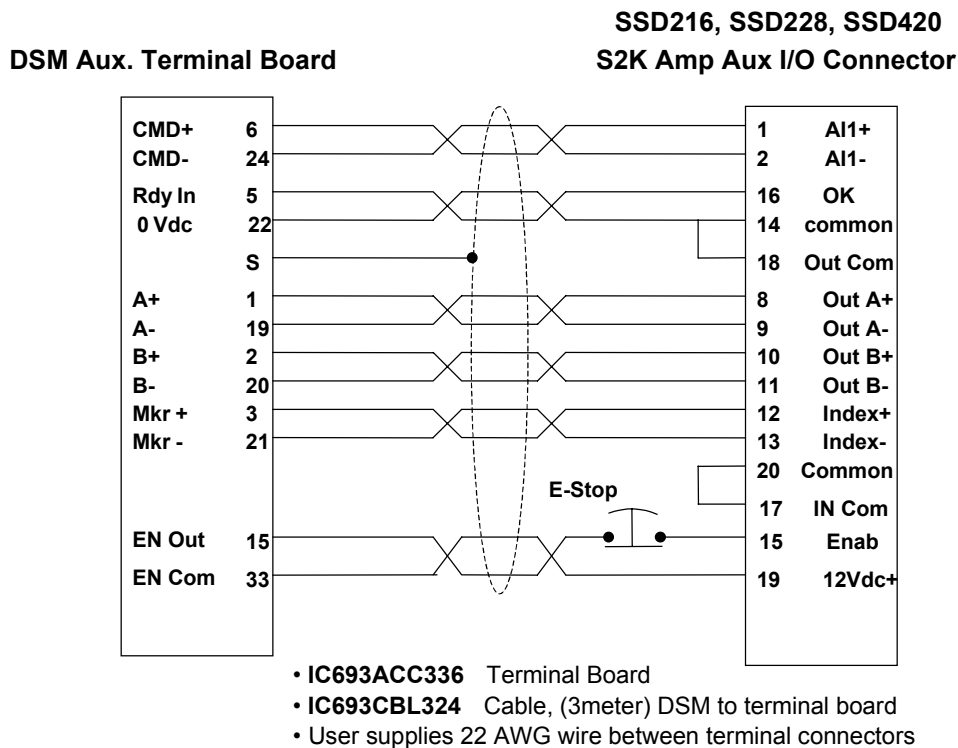 SSD216, SSD228, SSD420
DSM Aux. Terminal Board
S2K Amp Aux I/O Connector
CMD+ 6
1 AI1+
CMD- 24
2 AI1-
Rdy In 5
16 OK
0 Vdc 22
14 common
S
18 Out Com
A+ 1
8 Out A+
A- 19
9 Out A-
B+ 2
10 Out B+
B- 20
11 Out B-
Mkr + 3
12 Index+
Mkr - 21
13 Index-
20 Common
E-Stop
17 IN Com
EN Out 15
15 Enab
EN Com 33
19 12Vdc+
• IC693ACC336 Terminal Board
• IC693CBL324 Cable, (3meter) DSM to terminal board
• User supplies 22 AWG wire between terminal connectors